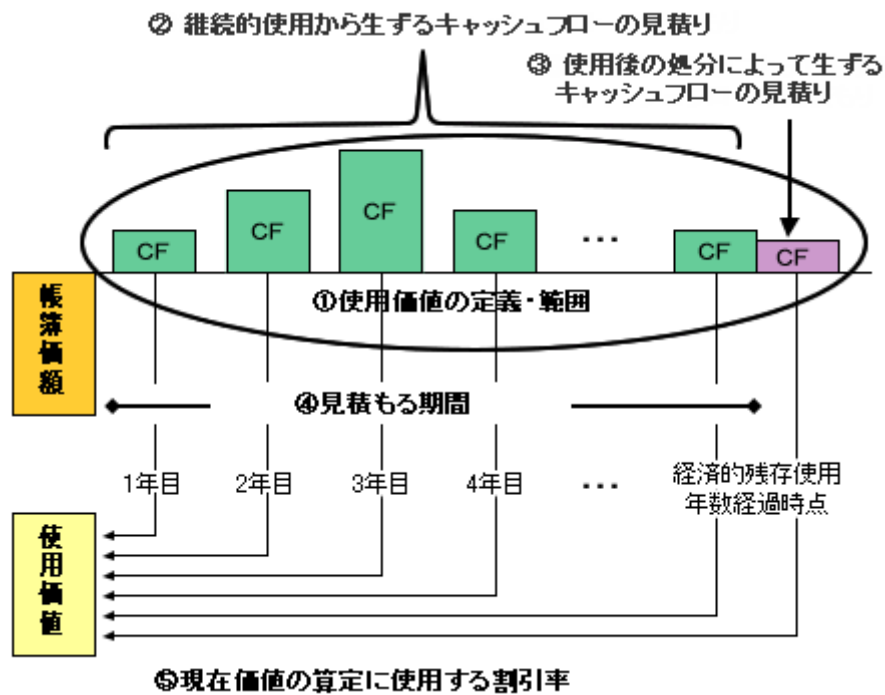 ② 継続的使用から生ずるキャッシュフローの見積り
③ 使用後の処分によって生ずる
キャッシュフローの見積り
CF
CF
CF
CF
...
CF
CF
①使用価値の定義・範囲
帳簿価額
④見積もる期間
1年目
2年目
3年目
4年目
...
経済的残存使用
年数経過時点
使用価値
⑤現在価値の算定に使用する割引率